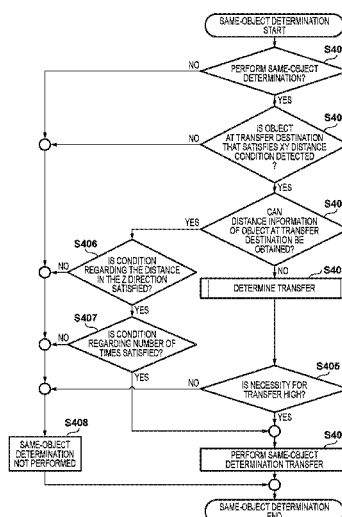 SAME-OBJECT DETERMINATION
START
S40
PERFORM SAME-OBJECT
DETERMINATION?
NO
YES
S40
IS OBJECT
AT TRANSFER DESTINATION
THAT SATISFIES XY DISTANCE
CONDITION DETECTED
?
NO
YES
S40
CAN
DISTANCE INFORMATION
OF OBJECT AT TRANSFER
DESTINATION BE
OBTAINED?
YES
NO
S406
IS CONDITION
REGARDING THE DISTANCE
IN THE Z DIRECTION
SATISFIED?
NO
YES
S40
DETERMINE TRANSFER
S407
IS CONDITION
REGARDING NUMBER OF
TIMES SATISFIED?
NO
YES
S405
IS NECESSITY FOR
TRANSFER HIGH?
NO
YES
S408
SAME-OBJECT
DETERMINATION
NOT PERFORMED
S40
PERFORM SAME-OBJECT
DETERMINATION TRANSFER
SAME-OBJECT DETERMINATION
END